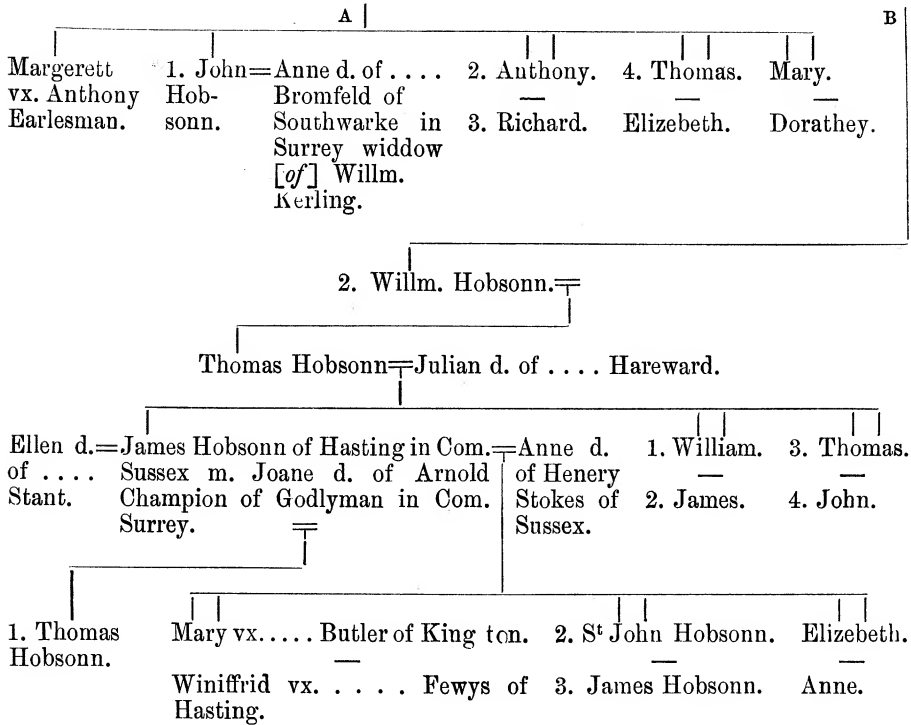 A B
Margerett 1. John=Anne d. of . . . . 2. Anthony. 4. Thomas. Mary.
vx. Anthony Hob- Bromfeld of — — —
Earlesman. sonn. Southwarke in 3. Richard. Elizebeth. Dorathey.
Surrey widdow
[of] Willm.
Kerling.
2. Willm. Hobsonn.=
Thomas Hobsonn=Julian d. of . . . . Hareward.
Ellen d.=James Hobsonn of Hasting in Com.=Anne d. 1. William. 3. Thomas.
of . . . . Sussex m. Joane d. of Arnold of Henery — —
Stant. Champion of Godlyman in Com. Stokes of 2. James. 4. John.
Surrey. = Sussex.
1. Thomas Mary vx. . . . . Butler of King ton. 2. St John Hobsonn. Elizebeth.
Hobsonn. — — —
Winiffrid vx. . . . . Fewys of 3. James Hobsonn. Anne.
Hasting.